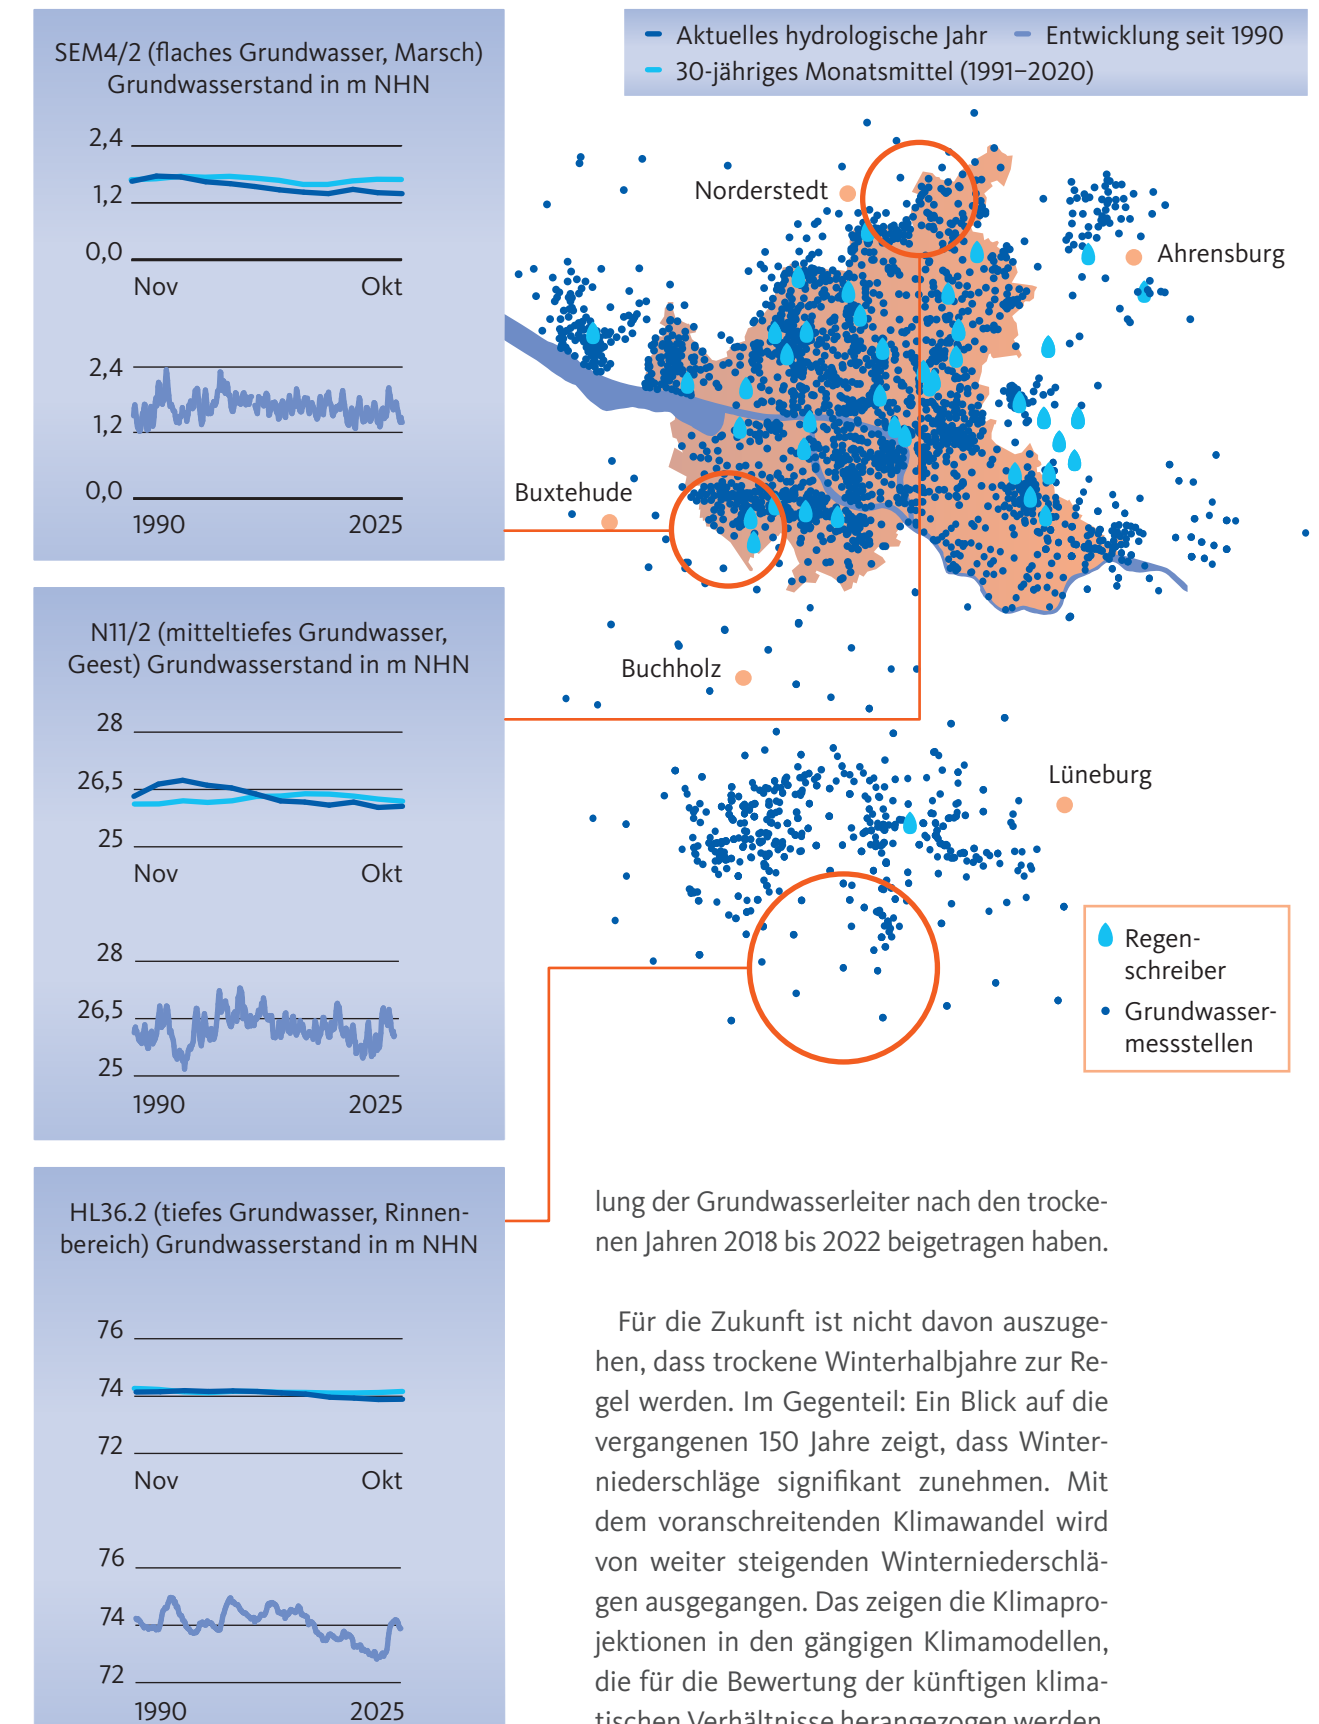 SEM4/2 (flaches Grundwasser, Marsch)
Grundwasserstand in m NHN
2,4
1,2
0,0
Nov Okt
2,4
1,2
0,0
1990 2025
N11/2 (mitteltiefes Grundwasser,
Geest) Grundwasserstand in m NHN
28
26,5
25
Nov Okt
28
26,5
25
1990 2025
HL36.2 (tiefes Grundwasser, Rinnen-
bereich) Grundwasserstand in m NHN
76
74
72
Nov Okt
76
74
72
1990 2025
Aktuelles hydrologische Jahr Entwicklung seit 1990
30-jähriges Monatsmittel (1991–2020)
Norderstedt
Ahrensburg
Buxtehude
Buchholz
Lüneburg
Regen-
schreiber
Grundwasser-
messstellen
lung der Grundwasserleiter nach den trocke-
nen Jahren 2018 bis 2022 beigetragen haben.
Für die Zukunft ist nicht davon auszuge-
hen, dass trockene Winterhalbjahre zur Re-
gel werden. Im Gegenteil: Ein Blick auf die
vergangenen 150 Jahre zeigt, dass Winter-
niederschläge signifikant zunehmen. Mit
dem voranschreitenden Klimawandel wird
von weiter steigenden Winterniederschlä-
gen ausgegangen. Das zeigen die Klimapro-
jektionen in den gängigen Klimamodellen,
die für die Bewertung der künftigen klima-
tischen Verhältnisse herangezogen werden.